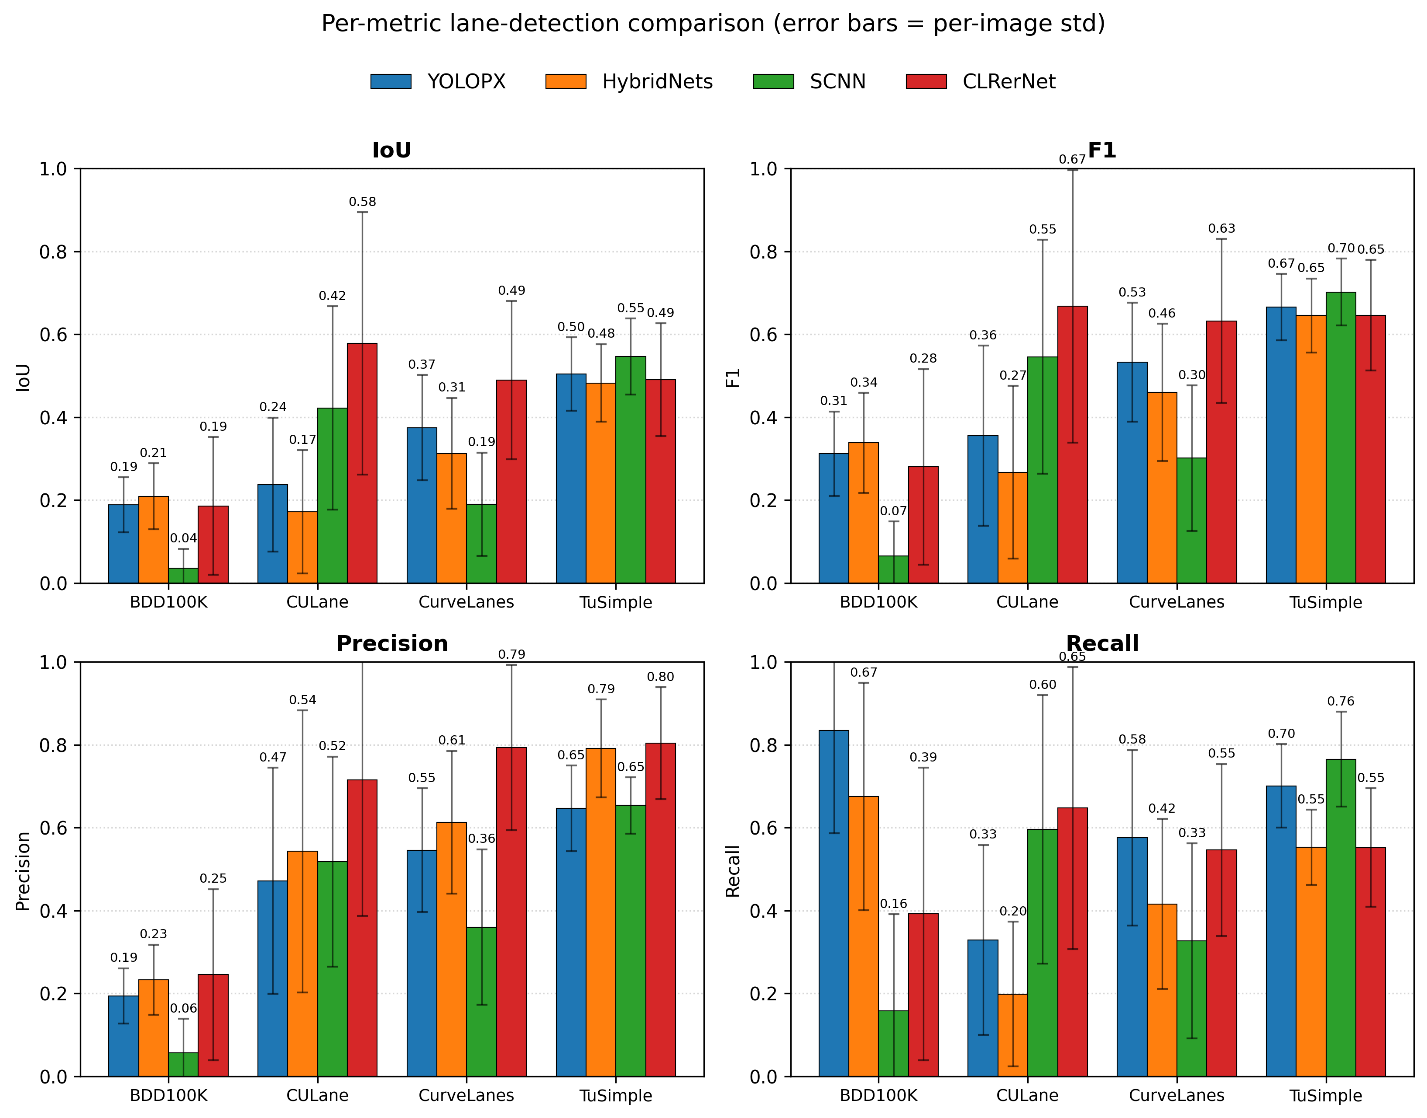 Per-metric lane-detection comparison (error bars = per-image std)
YOLOPX HybridNets SCNN CLRerNet
IoU
1.0
0.8
0.6
0.4
0.2
0.0
IoU
0.19 0.21 0.04 0.19
0.24 0.17 0.42 0.58
0.37 0.31 0.19 0.49
0.50 0.48 0.55 0.49
BDD100K CULane CurveLanes TuSimple
F1
1.0
0.8
0.6
0.4
0.2
0.0
F1
0.31 0.34 0.07 0.28
0.36 0.27 0.55 0.67
0.53 0.46 0.30 0.63
0.67 0.65 0.70 0.65
BDD100K CULane CurveLanes TuSimple
Precision
1.0
0.8
0.6
0.4
0.2
0.0
Precision
0.19 0.23 0.06 0.25
0.47 0.54 0.52
0.55 0.61 0.36 0.79
0.65 0.79 0.65 0.80
BDD100K CULane CurveLanes TuSimple
Recall
1.0
0.8
0.6
0.4
0.2
0.0
Recall
0.67 0.16 0.39
0.33 0.20 0.60 0.65
0.58 0.42 0.33 0.55
0.70 0.55 0.76 0.55
BDD100K CULane CurveLanes TuSimple